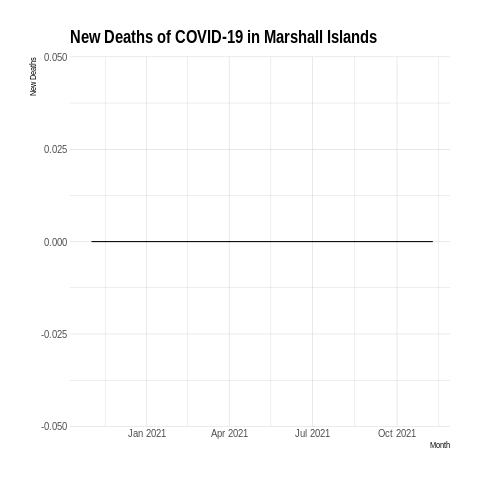 New Deaths of COVID-19 in Marshall Islands
New Deaths
0.050
0.025
0.000
-0.025
-0.050
Jan 2021 Apr 2021 Jul 2021 Oct 2021
Month